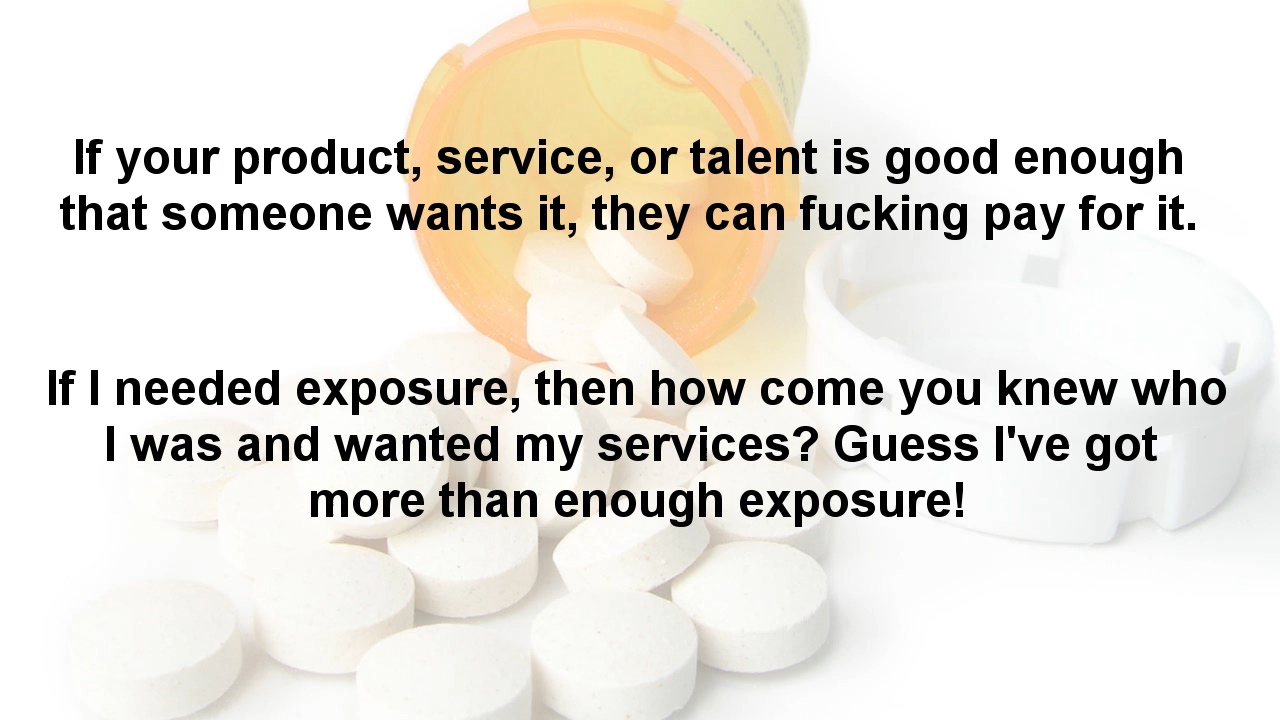 If your product, service, or talent is good enough
that someone wants it, they can fucking pay for it.
If I needed exposure, then how come you knew who
I was and wanted my services? Guess I've got
more than enough exposure!